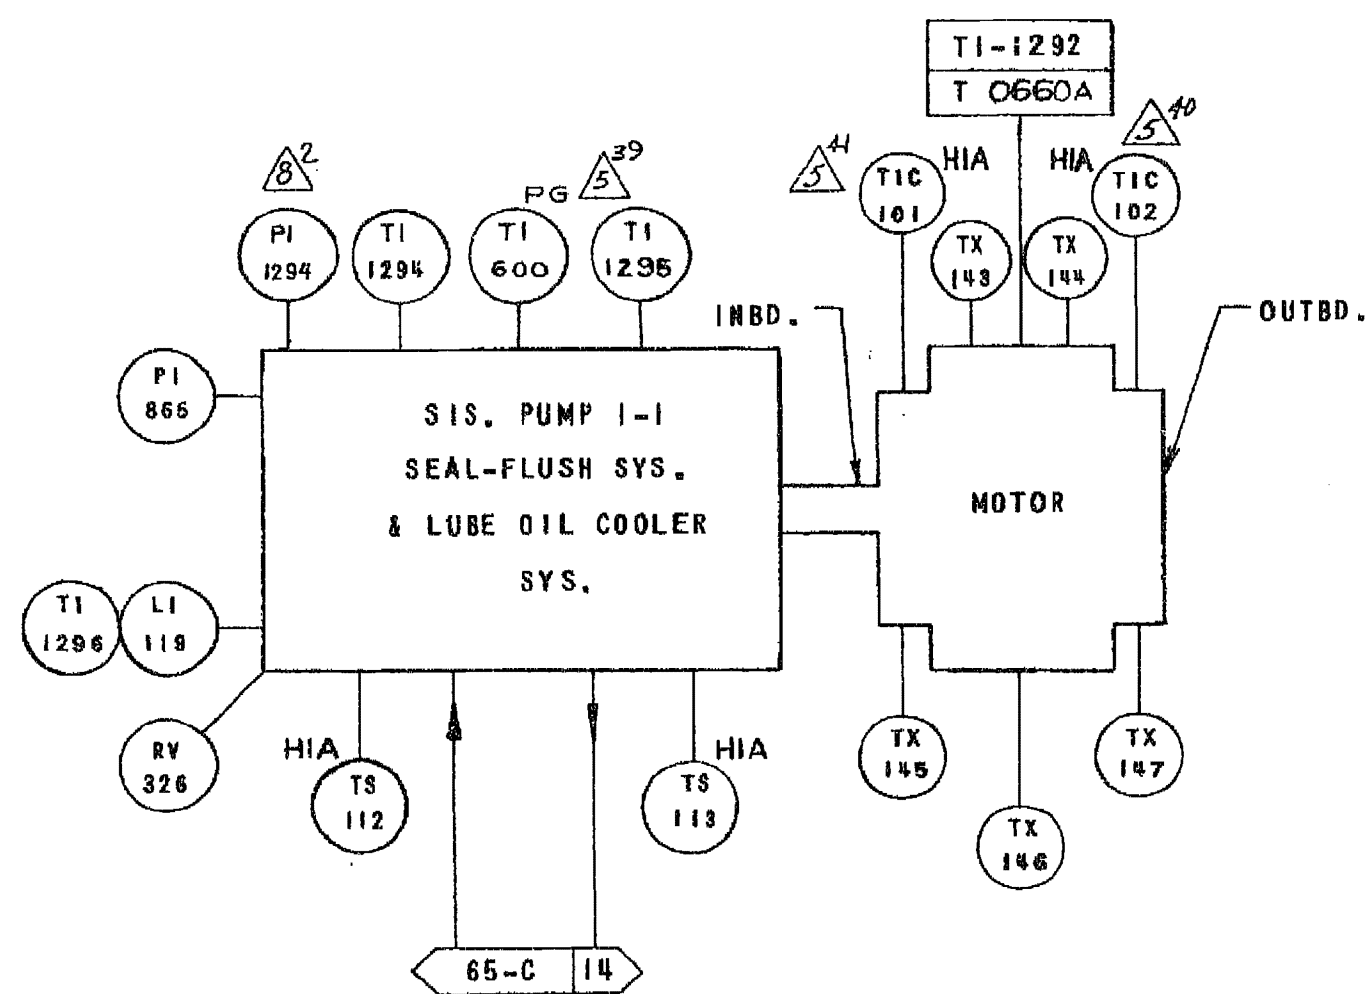 TI-1292
T 0660A
8 2
PG
5 39
5 41
HIA
HIA
5 40
PI
1294
TI
1294
TI
600
TI
1295
TIC
101
TX
143
TX
144
TIC
102
INBD.
OUTBD.
PI
866
SIS. PUMP 1-1
SEAL-FLUSH SYS.
& LUBE OIL COOLER
SYS.
MOTOR
TI
1296
LI
119
RV
326
HIA
TS
112
HIA
TS
113
TX
145
TX
146
TX
147
65-C 14